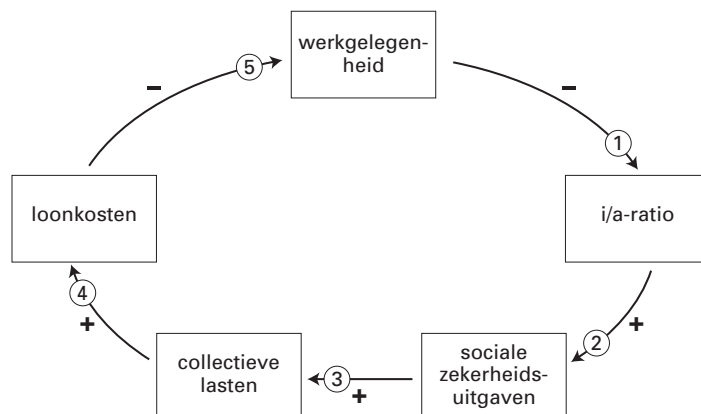 werkgelegen-
heid
5
–
–
1
loonkosten
i/a-ratio
4
+
2
+
collectieve
lasten
3
+
sociale
zekerheids-
uitgaven